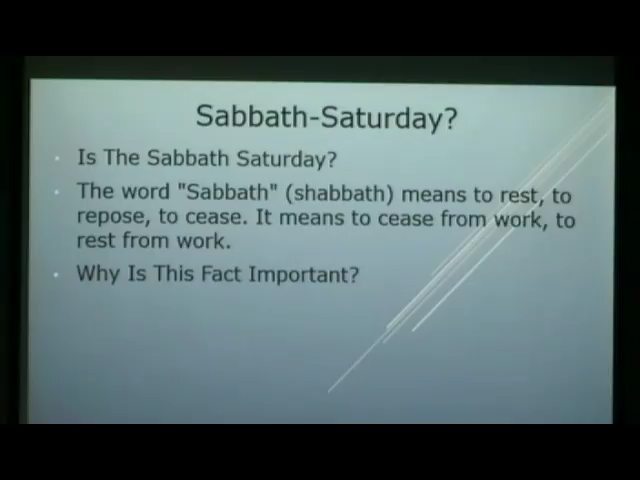 Sabbath-Saturday?
Is The Sabbath Saturday?
The word "Sabbath" (shabbath) means to rest, to
repose, to cease. It means to cease from work, to
rest from work.
Why Is This Fact Important?